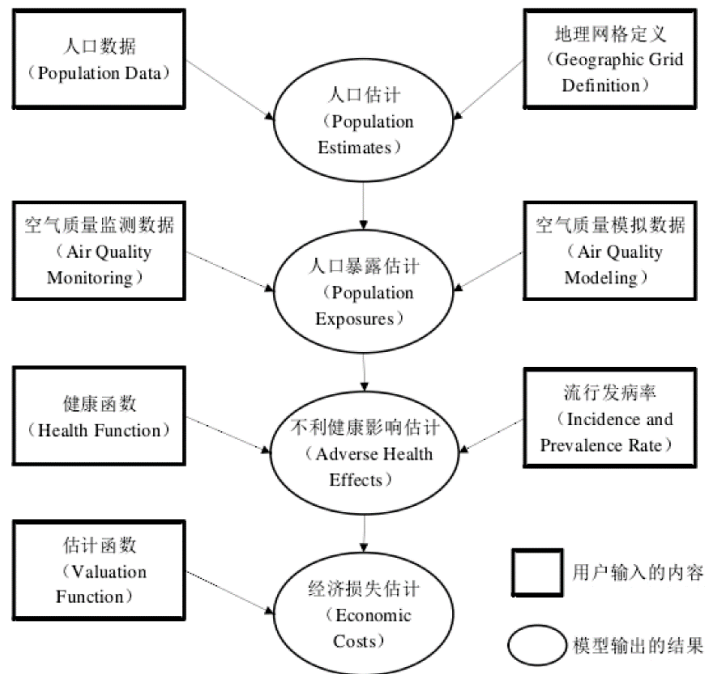 人口数据
（Population Data）
地理网格定义
（Geographic Grid
Definition）
人口估计
（Population
Estimates）
空气质量监测数据
（Air Quality
Monitoring）
空气质量模拟数据
（Air Quality
Modeling）
人口暴露估计
（Population
Exposures）
健康函数
（Health Function）
流行发病率
（Incidence and
Prevalence Rate）
不利健康影响估计
（Adverse Health
Effects）
估计函数
（Valuation
Function）
经济损失估计
（Economic
Costs）
用户输入的内容
模型输出的结果